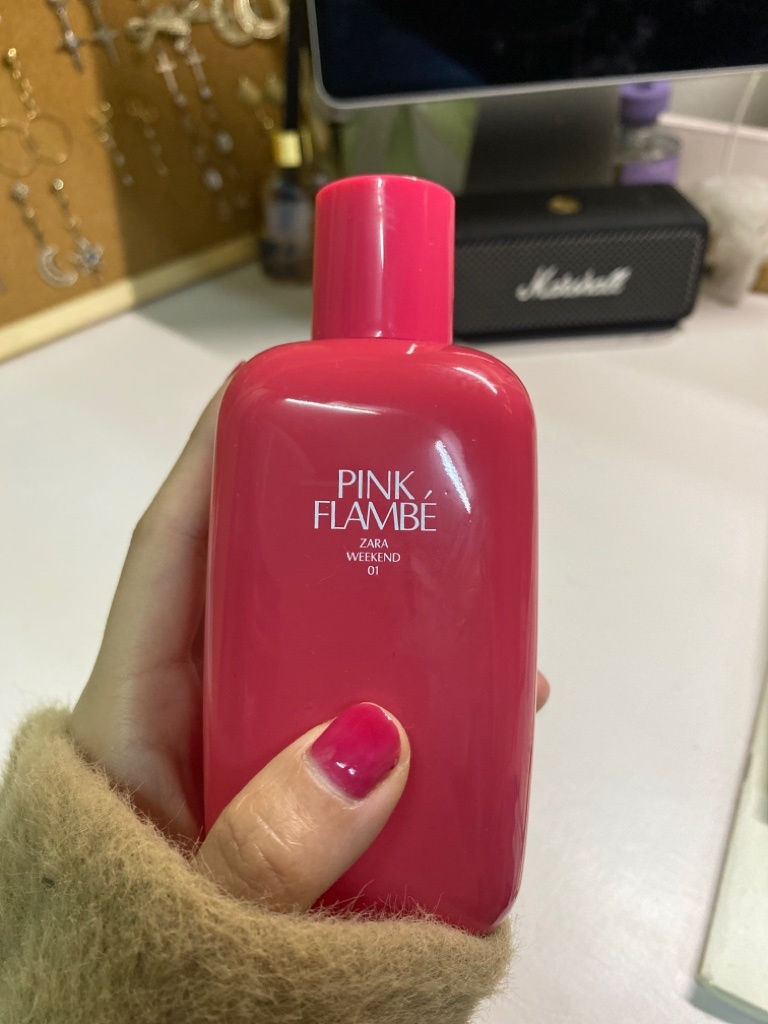 Marshall
PINK
FLAMBÉ
ZARA
WEEKEND
01